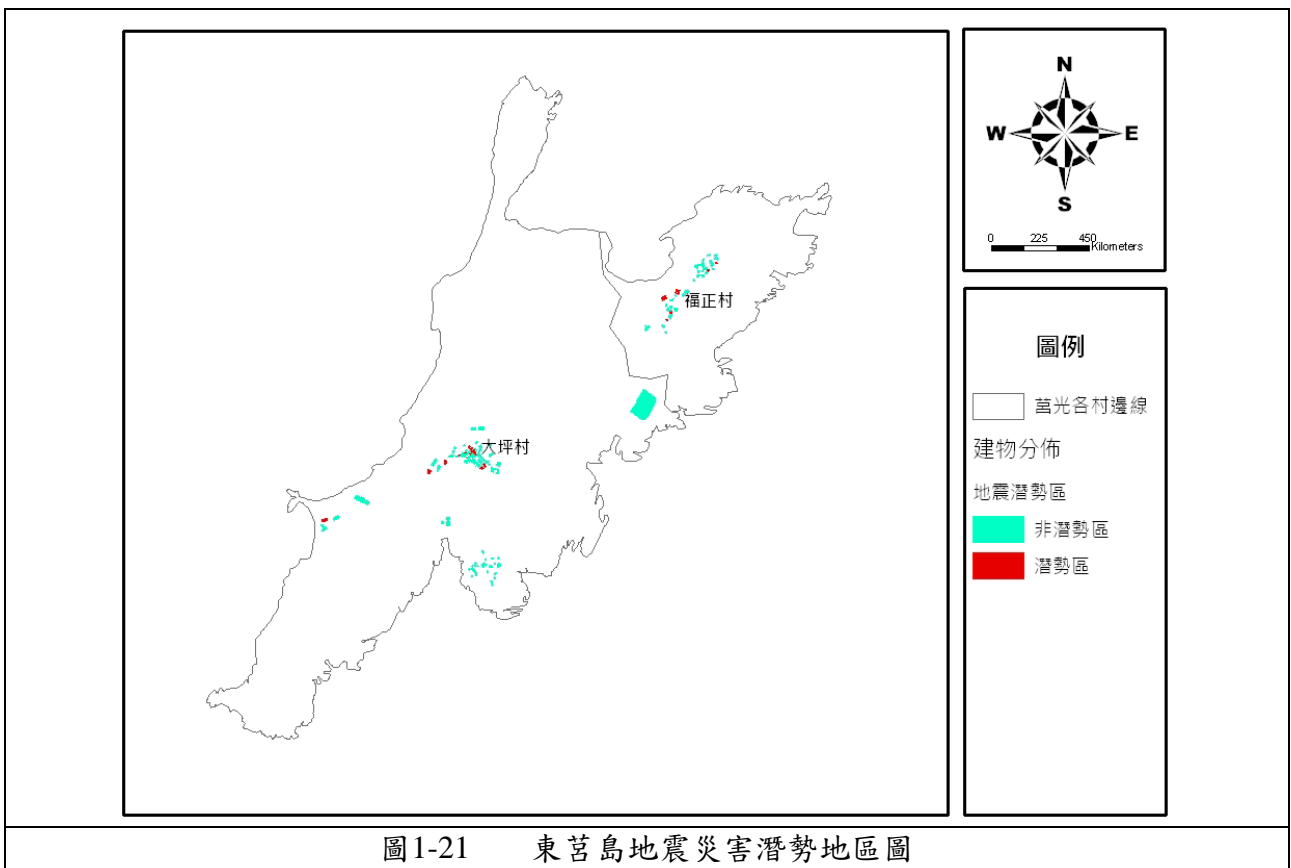 N
W E
S
0 225 450
Kilometers
福正村
大坪村
圖例
莒光各村邊線
建物分佈
地震潛勢區
非潛勢區
潛勢區
圖1-21 東莒島地震災害潛勢地區圖